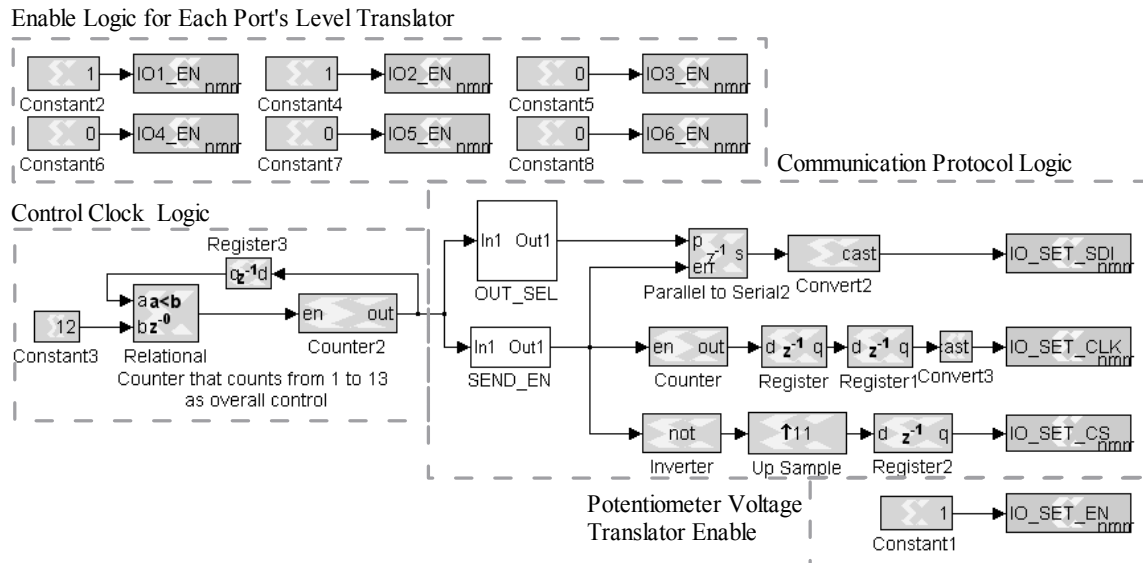 Enable Logic for Each Port's Level Translator
1 IO1_EN 1 IO2_EN 0 IO3_EN
Constant2 Constant4 Constant5
0 IO4_EN 0 IO5_EN 0 IO6_EN
Constant6 Constant7 Constant8
Communication Protocol Logic
Control Clock Logic
Register3
z⁻¹ d
a a<b
b z⁻⁰
12
Constant3
Relational
en out
Counter2
Counter that counts from 1 to 13
as overall control
In1 Out1
OUT_SEL
In1 Out1
SEND_EN
p z⁻¹ s
Parallel to Serial2
cast
Convert2
IO_SET_SDI
en out
Counter
d z⁻¹ q
Register
d z⁻¹ q
Register1
Convert3
IO_SET_CLK
not
Inverter
↑11
Up Sample
d z⁻¹ q
Register2
IO_SET_CS
Potentiometer Voltage
Translator Enable
1
Constant1
IO_SET_EN